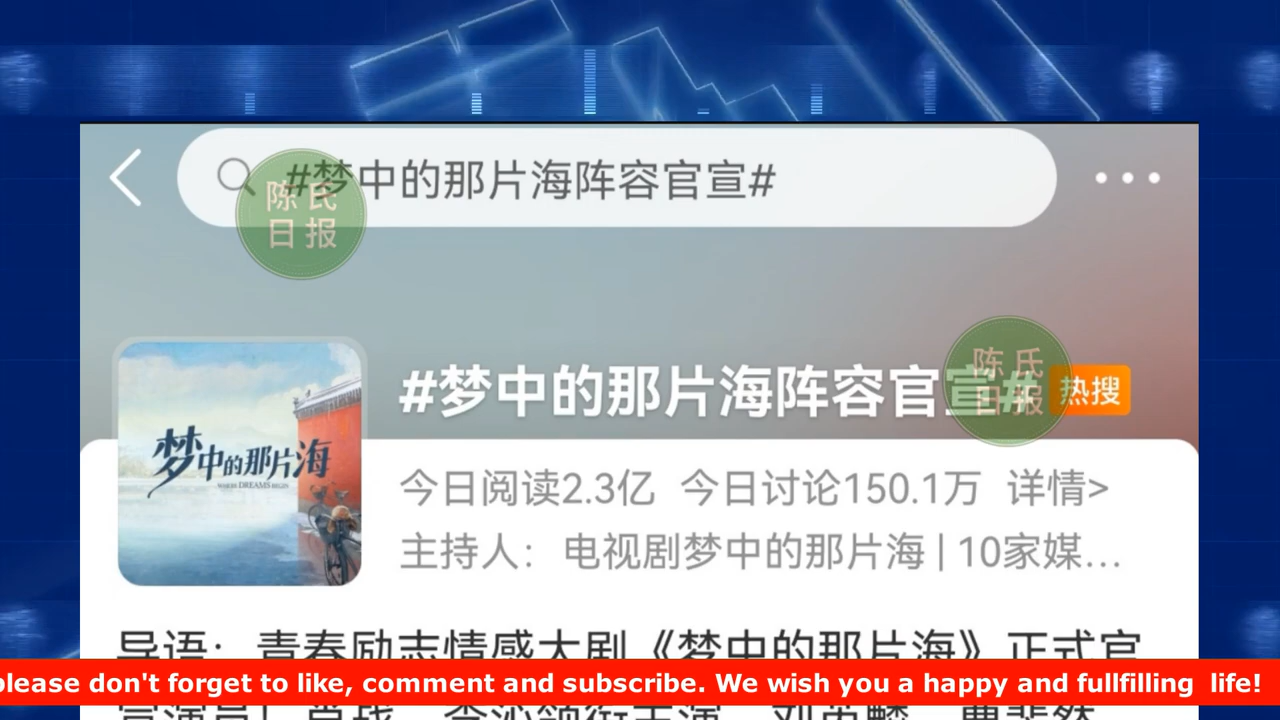 #梦中的那片海阵容官宣#
陈氏
日报
#梦中的那片海阵容官宣#
热搜
陈氏
日报
梦中的那片海
WHERE DREAMS BEGIN
今日阅读2.3亿 今日讨论150.1万 详情>
主持人：电视剧梦中的那片海 | 10家媒...
导语：青春励志情感大剧《梦中的那片海》正式官
please don't forget to like, comment and subscribe. We wish you a happy and fullfilling life!